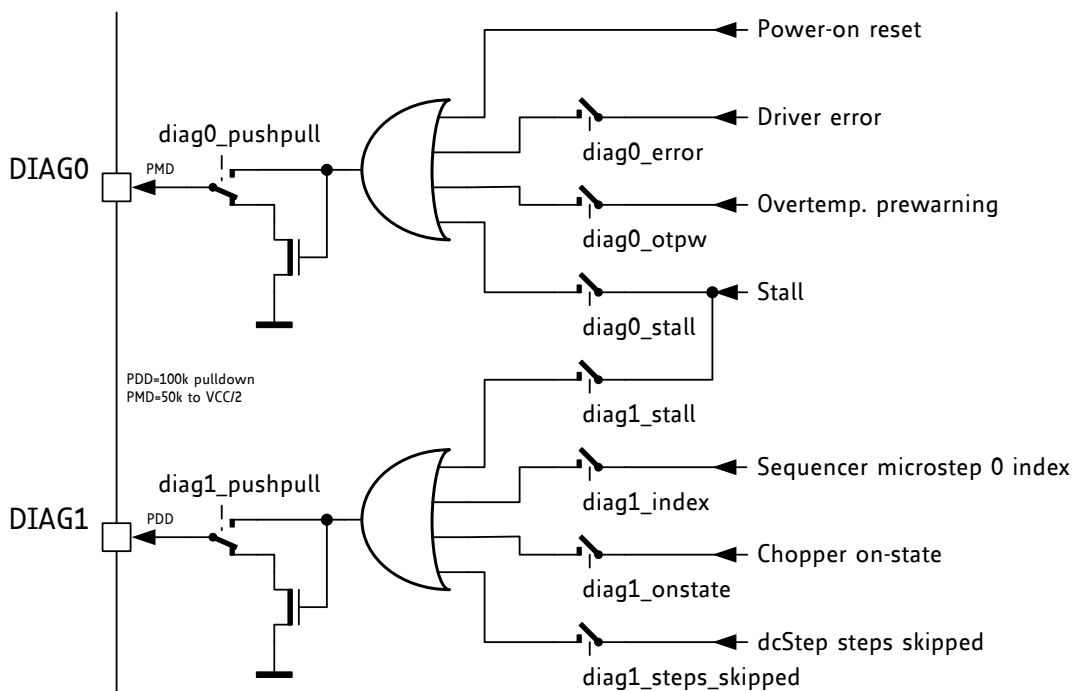 Power-on reset
Driver error
diag0_pushpull
diag0_error
DIAG0
PMD
Overtemp. prewarning
diag0_otpw
Stall
diag0_stall
PDD=100k pulldown
PMD=50k to VCC/2
diag1_stall
Sequencer microstep 0 index
diag1_pushpull
diag1_index
DIAG1
PDD
Chopper on-state
diag1_onstate
dcStep steps skipped
diag1_steps_skipped